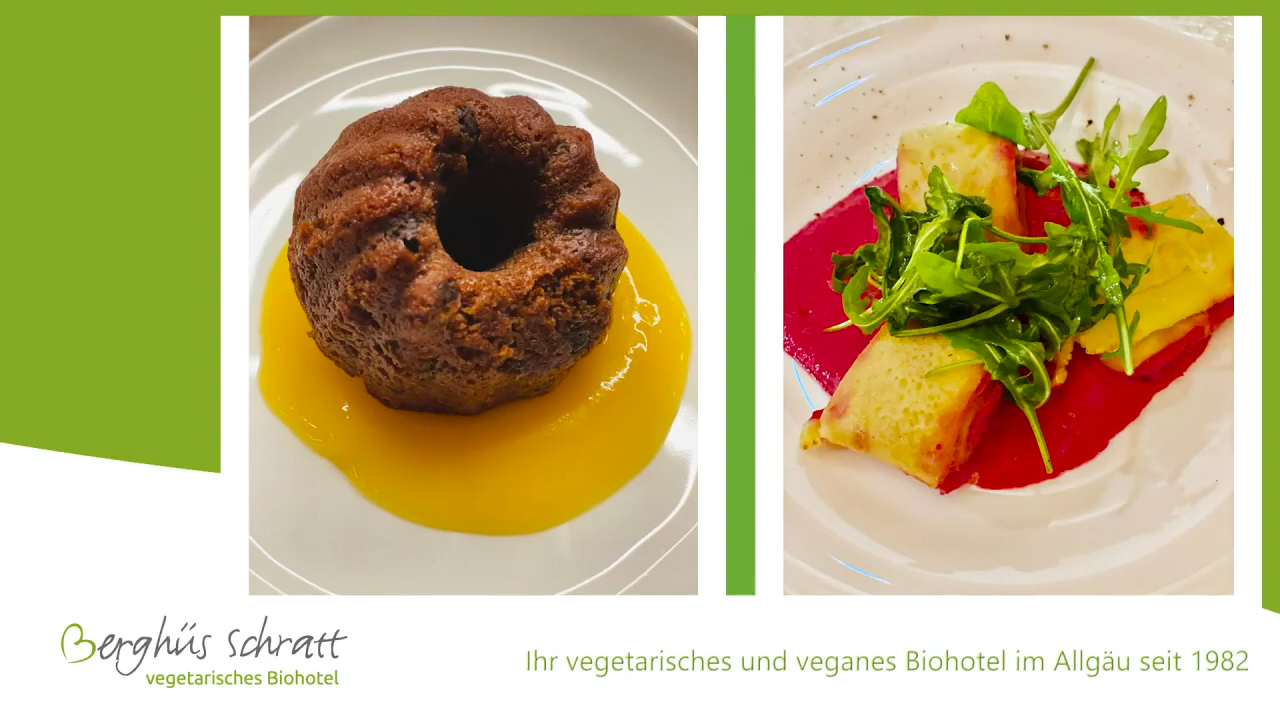 Berghüs Schratt
vegetarisches Biohotel
Ihr vegetarisches und veganes Biohotel im Allgäu seit 1982